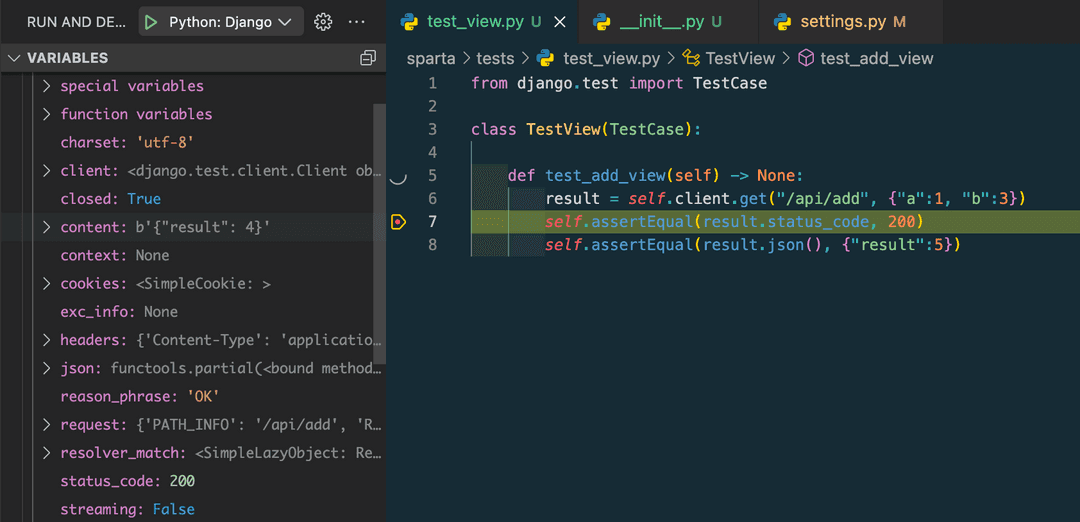 RUN AND DE... Python: Django ...
VARIABLES
special variables
function variables
charset: 'utf-8'
client: <django.test.client.Client ob...
closed: True
content: b'{"result": 4}'
context: None
cookies: <SimpleCookie: >
exc_info: None
headers: {'Content-Type': 'applicatio...
json: functools.partial(<bound method...
reason_phrase: 'OK'
request: {'PATH_INFO': '/api/add', 'R...
resolver_match: <SimpleLazyObject: Re...
status_code: 200
streaming: False
test_view.py U __init__.py U settings.py M
sparta > tests > test_view.py > TestView > test_add_view
1 from django.test import TestCase
2
3 class TestView(TestCase):
4
5 def test_add_view(self) -> None:
6 result = self.client.get("/api/add", {"a":1, "b":3})
7 self.assertEqual(result.status_code, 200)
8 self.assertEqual(result.json(), {"result":5})